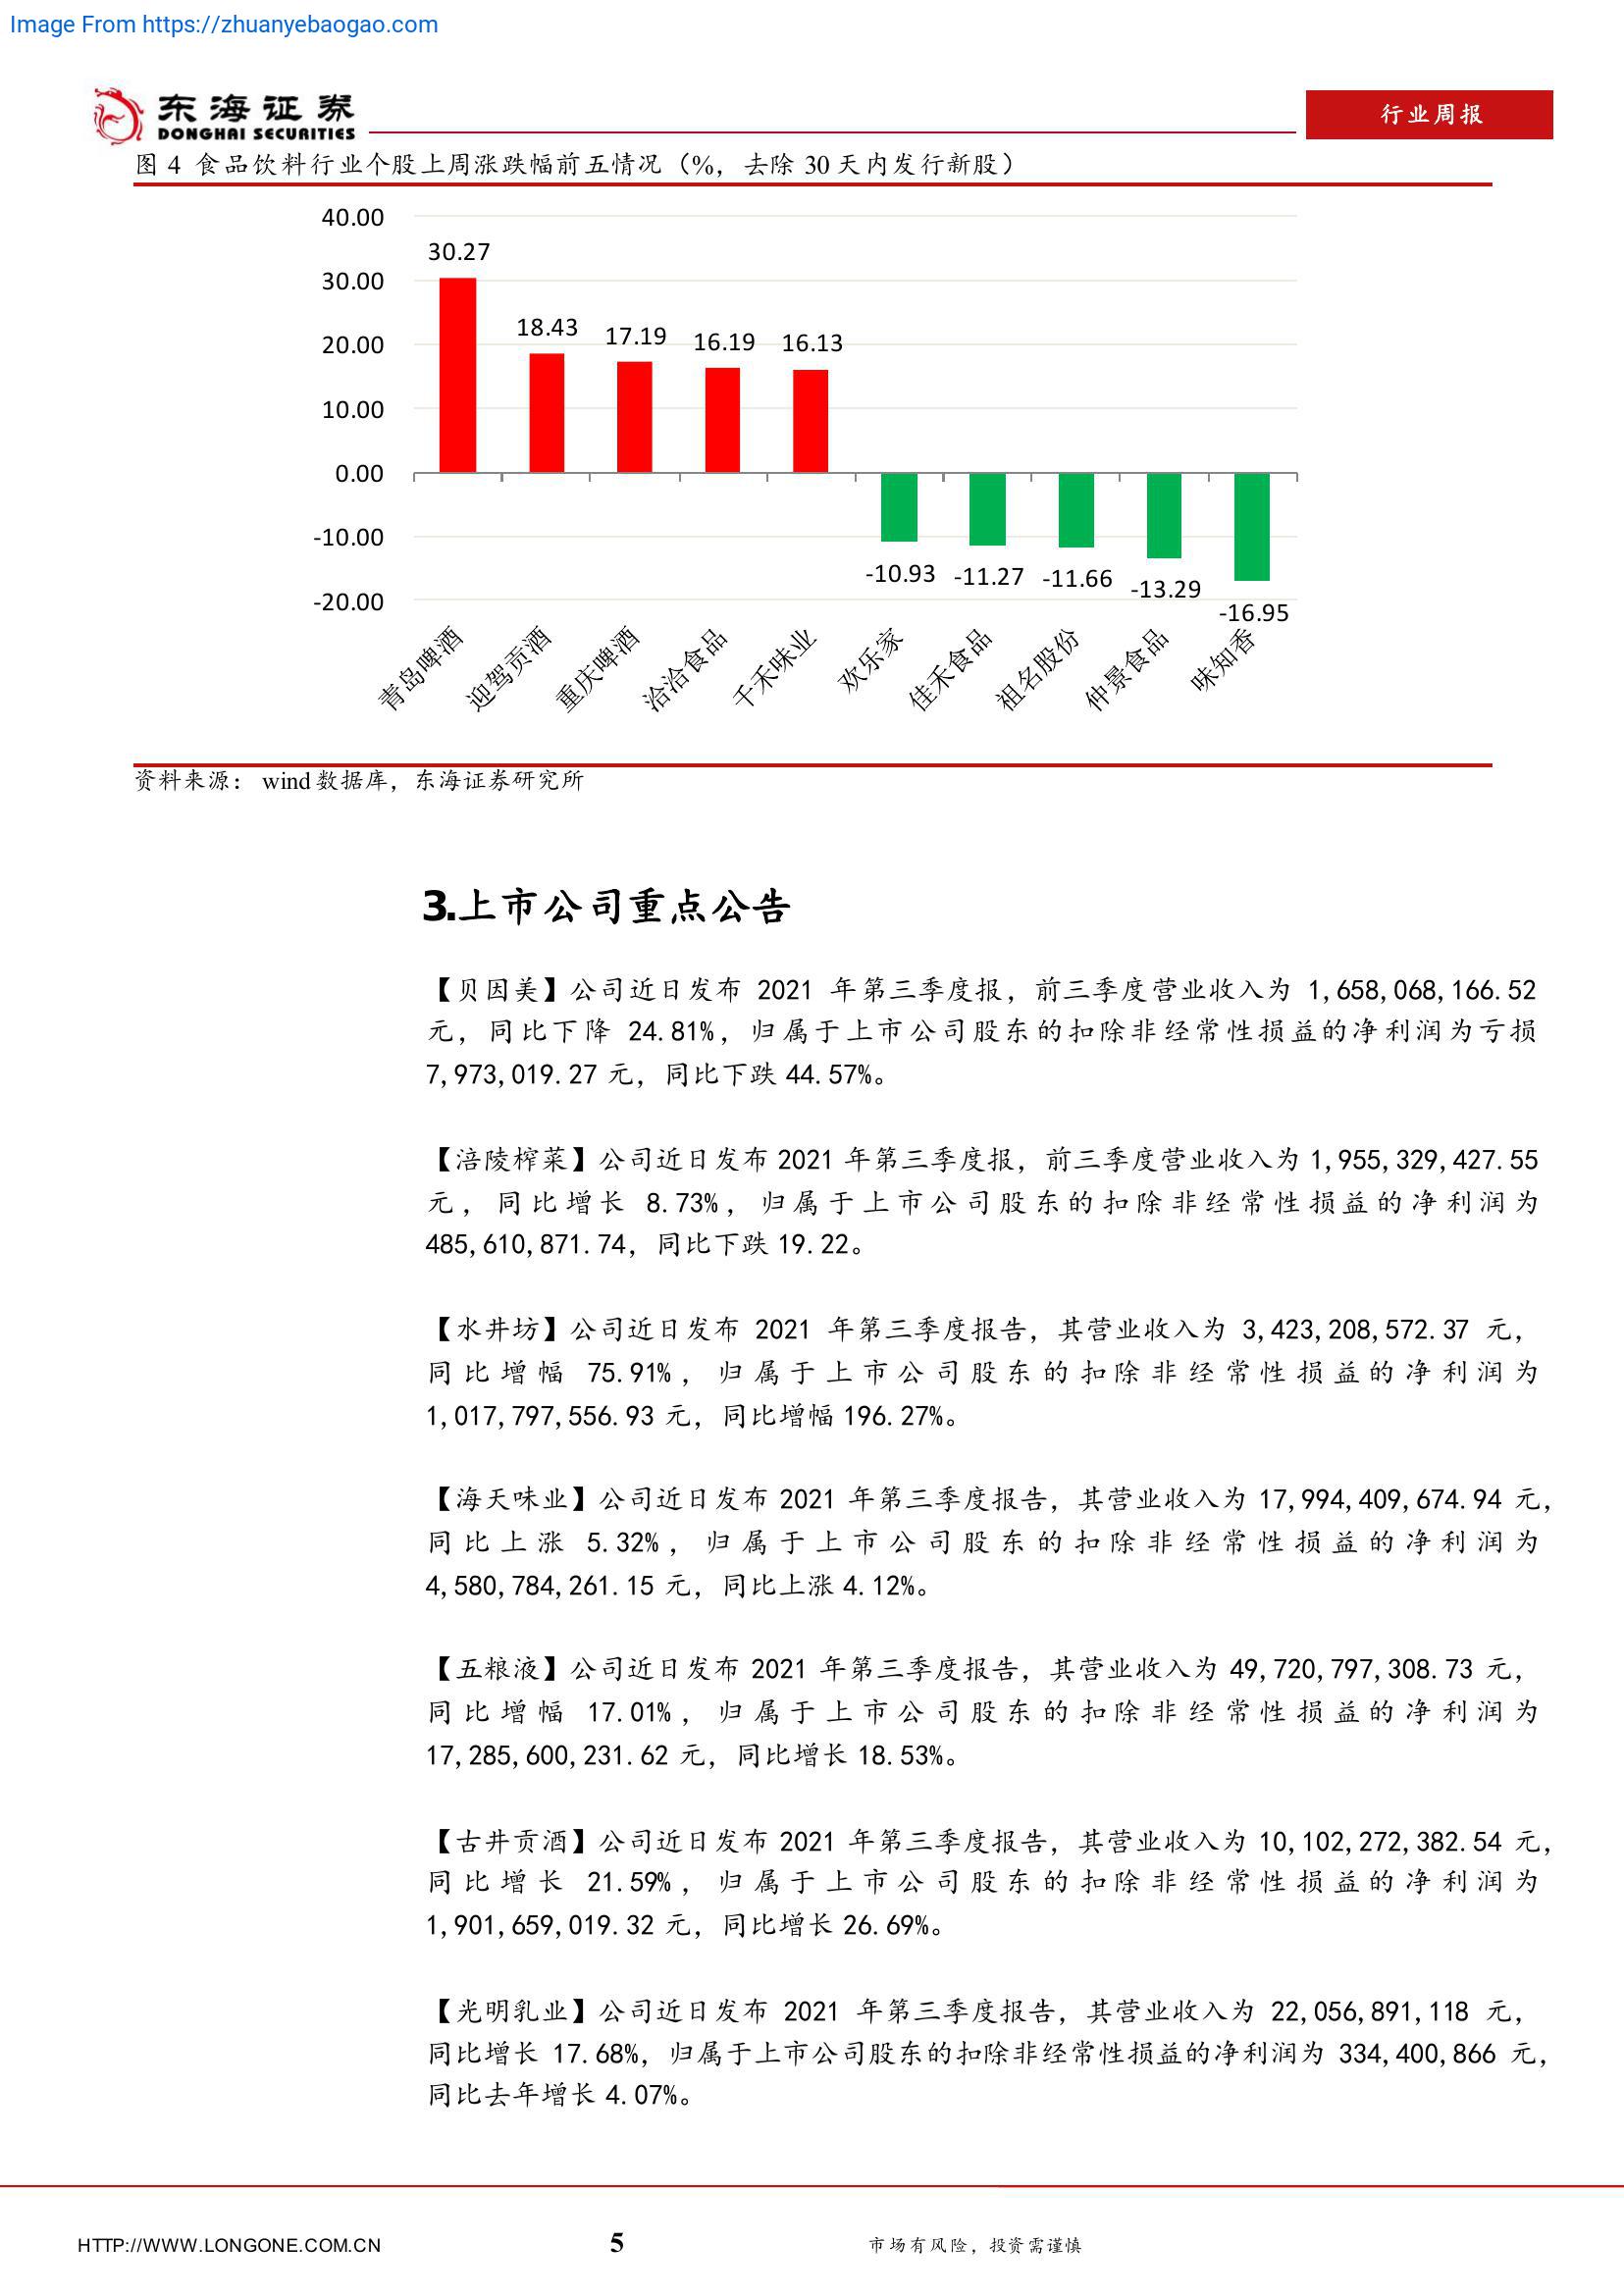 Image From https://zhuanyebaogao.com
东海证券
DONGHAI SECURITIES
行业周报
图 4 食品饮料行业个股上周涨跌幅前五情况（%，去除 30 天内发行新股）
40.00
30.00
20.00
10.00
0.00
-10.00
-20.00
30.27
18.43
17.19
16.19
16.13
-10.93
-11.27
-11.66
-13.29
-16.95
青岛啤酒
迎驾贡酒
重庆啤酒
洽洽食品
千禾味业
欢乐家
佳禾食品
祖名股份
仲景食品
味知香
资料来源： wind数据库，东海证券研究所
3.上市公司重点公告
【贝因美】公司近日发布 2021 年第三季度报，前三季度营业收入为 1,658,068,166.52
元，同比下降 24.81%，归属于上市公司股东的扣除非经常性损益的净利润为亏损
7,973,019.27 元，同比下跌 44.57%。
【涪陵榨菜】公司近日发布 2021 年第三季度报，前三季度营业收入为 1,955,329,427.55
元，同比增长 8.73%，归属于上市公司股东的扣除非经常性损益的净利润为
485,610,871.74，同比下跌 19.22。
【水井坊】公司近日发布 2021 年第三季度报告，其营业收入为 3,423,208,572.37 元，
同比增幅 75.91%，归属于上市公司股东的扣除非经常性损益的净利润为
1,017,797,556.93 元，同比增幅 196.27%。
【海天味业】公司近日发布 2021 年第三季度报告，其营业收入为 17,994,409,674.94 元，
同比上涨 5.32%，归属于上市公司股东的扣除非经常性损益的净利润为
4,580,784,261.15 元，同比上涨 4.12%。
【五粮液】公司近日发布 2021 年第三季度报告，其营业收入为 49,720,797,308.73 元，
同比增幅 17.01%，归属于上市公司股东的扣除非经常性损益的净利润为
17,285,600,231.62 元，同比增长 18.53%。
【古井贡酒】公司近日发布 2021 年第三季度报告，其营业收入为 10,102,272,382.54 元，
同比增长 21.59%，归属于上市公司股东的扣除非经常性损益的净利润为
1,901,659,019.32 元，同比增长 26.69%。
【光明乳业】公司近日发布 2021 年第三季度报告，其营业收入为 22,056,891,118 元，
同比增长 17.68%，归属于上市公司股东的扣除非经常性损益的净利润为 334,400,866 元，
同比去年增长 4.07%。
HTTP://WWW.LONGONE.COM.CN
5
市场有风险，投资需谨慎